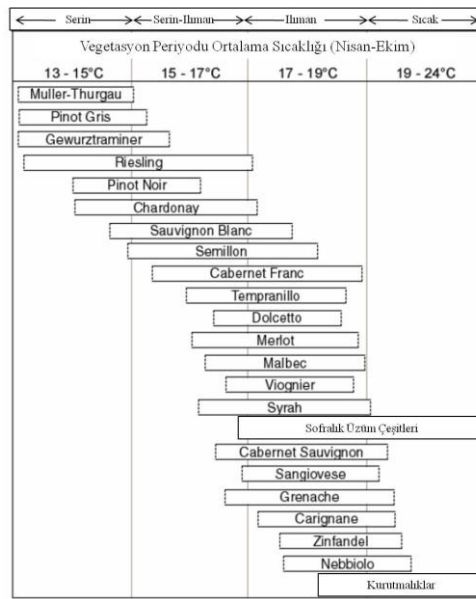 Serin Serin-Ilıman Ilıman Sıcak
Vegetasyon Periyodu Ortalama Sıcaklığı (Nisan-Ekim)
13 - 15°C 15 - 17°C 17 - 19°C 19 - 24°C
Muller-Thurgau
Pinot Gris
Gewurztraminer
Riesling
Pinot Noir
Chardonay
Sauvignon Blanc
Semillon
Cabernet Franc
Tempranillo
Dolcetto
Merlot
Malbec
Viognier
Syrah
Sofralık Üzüm Çeşitleri
Cabernet Sauvignon
Sangiovese
Grenache
Carignane
Zinfandel
Nebbiolo
Kurutmalıklar